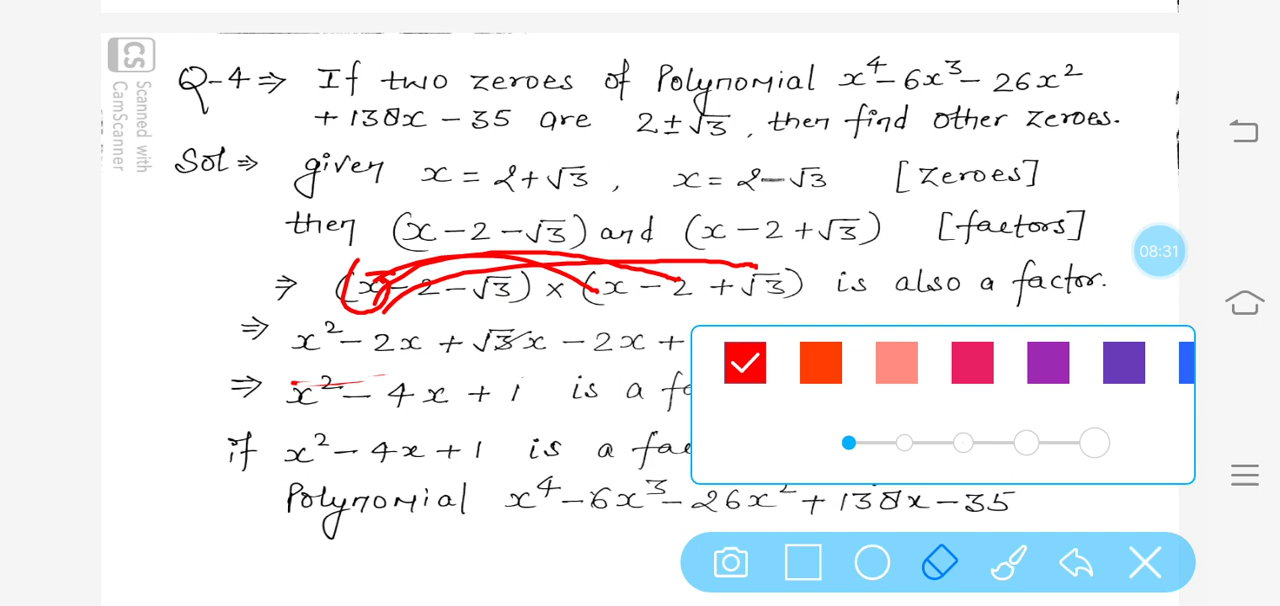 CS Scanned with CamScanner
Q-4 ⇒ If two zeroes of Polynomial x⁴ - 6x³ - 26x²
+ 138x - 35 are 2±√3, then find other zeroes.
Sol ⇒ given x = 2+√3, x = 2-√3 [zeroes]
then (x-2-√3) and (x-2+√3) [factors]
⇒ (x-2-√3) × (x-2+√3) is also a factor.
⇒ x² - 2x + √3x - 2x +
⇒ x² - 4x + 1 is a
if x² - 4x + 1 is a
Polynomial x⁴ - 6x³ - 26x² + 138x - 35
08:31